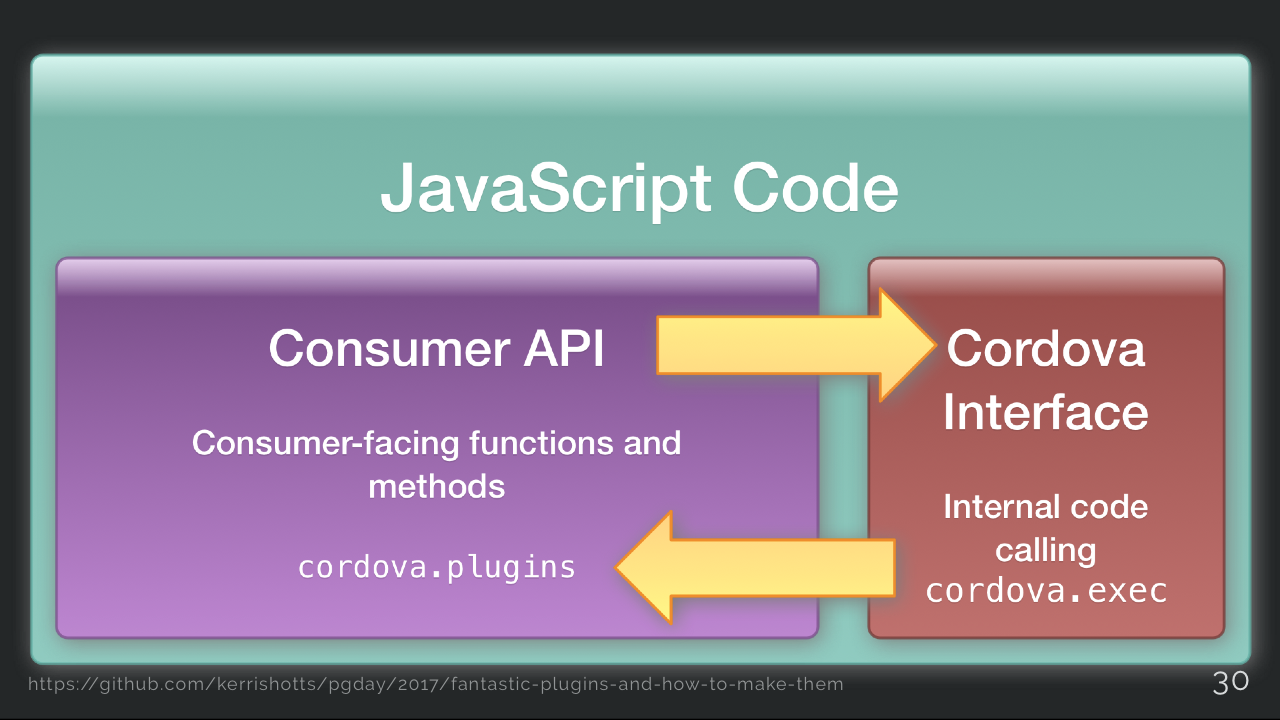 JavaScript Code
Consumer API
Consumer-facing functions and
methods
cordova.plugins
Cordova
Interface
Internal code
calling
cordova.exec
https://github.com/kerrishotts/pgday/2017/fantastic-plugins-and-how-to-make-them
30